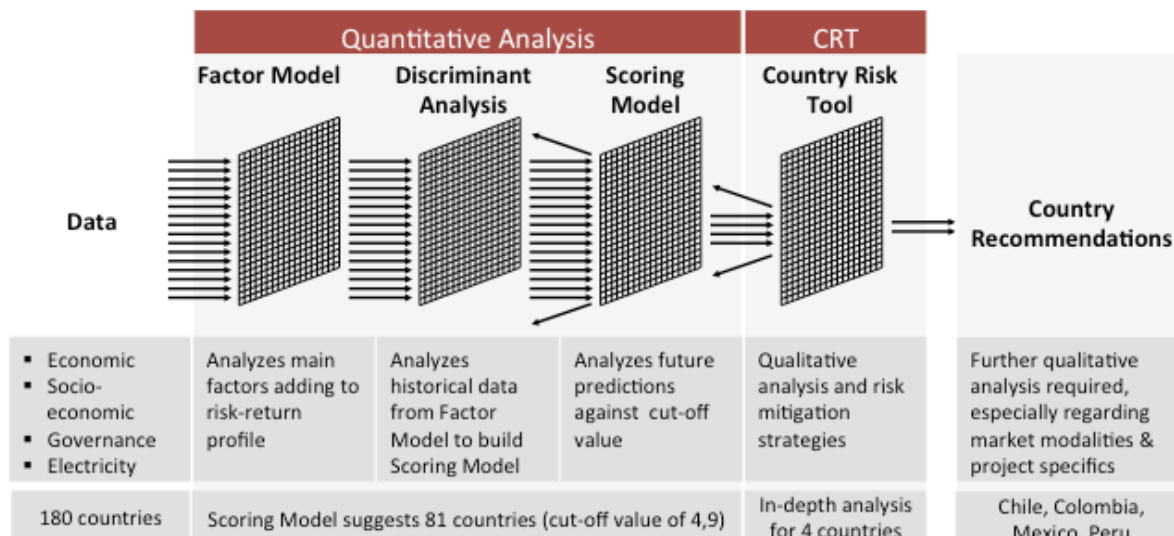 Quantitative Analysis
CRT
Factor Model
Discriminant
Analysis
Scoring
Model
Country Risk
Tool
Data
Country
Recommendations
▪ Economic
▪ Socio-
economic
▪ Governance
▪ Electricity
Analyzes main
factors adding to
risk-return
profile
Analyzes
historical data
from Factor
Model to build
Scoring Model
Analyzes future
predictions
against cut-off
value
Qualitative
analysis and risk
mitigation
strategies
Further qualitative
analysis required,
especially regarding
market modalities &
project specifics
180 countries
Scoring Model suggests 81 countries (cut-off value of 4,9)
In-depth analysis
for 4 countries
Chile, Colombia,
Mexico, Peru